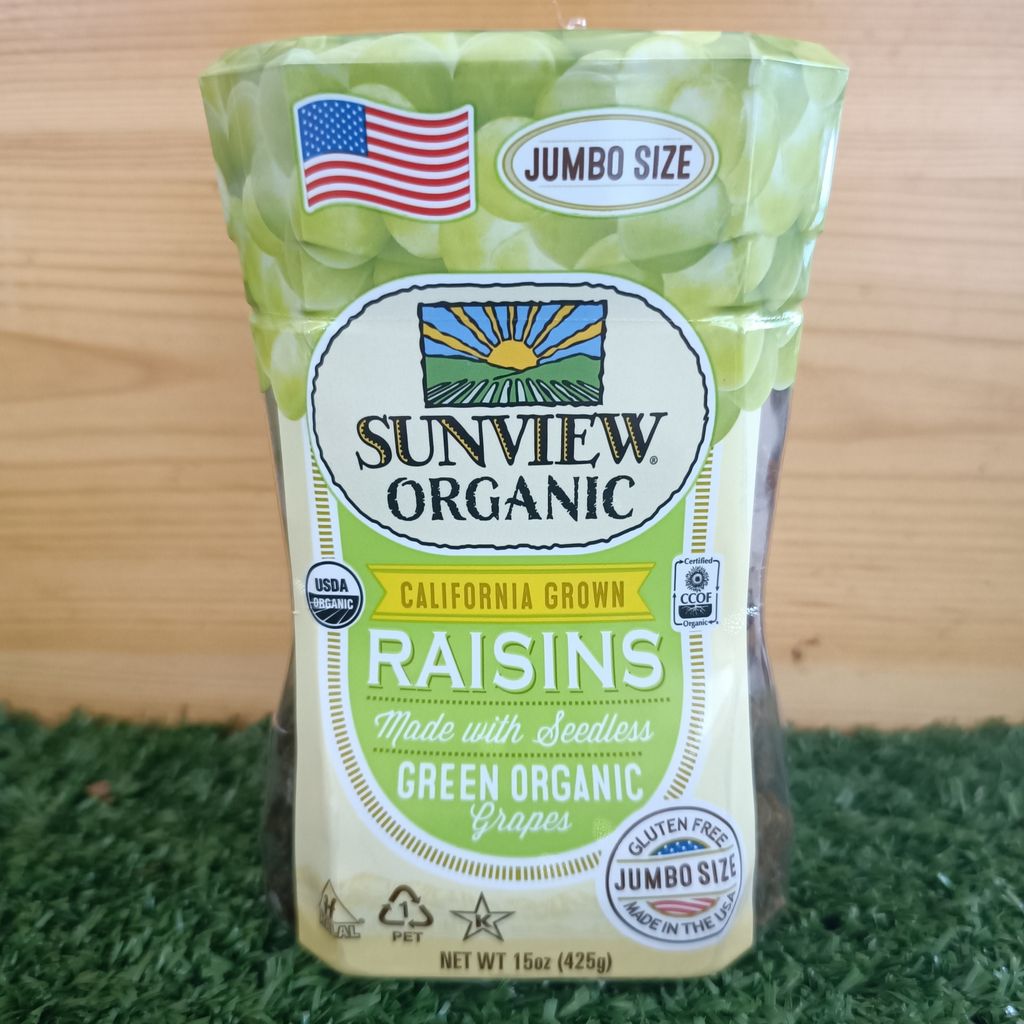 JUMBO SIZE
SUNVIEW®
ORGANIC
USDA
ORGANIC
CALIFORNIA GROWN
Certified
CCOF
Organic
RAISINS
Made with Seedless
GREEN ORGANIC
Grapes
GLUTEN FREE
JUMBO SIZE
MADE IN THE USA
1
PET
K
NET WT 15oz (425g)